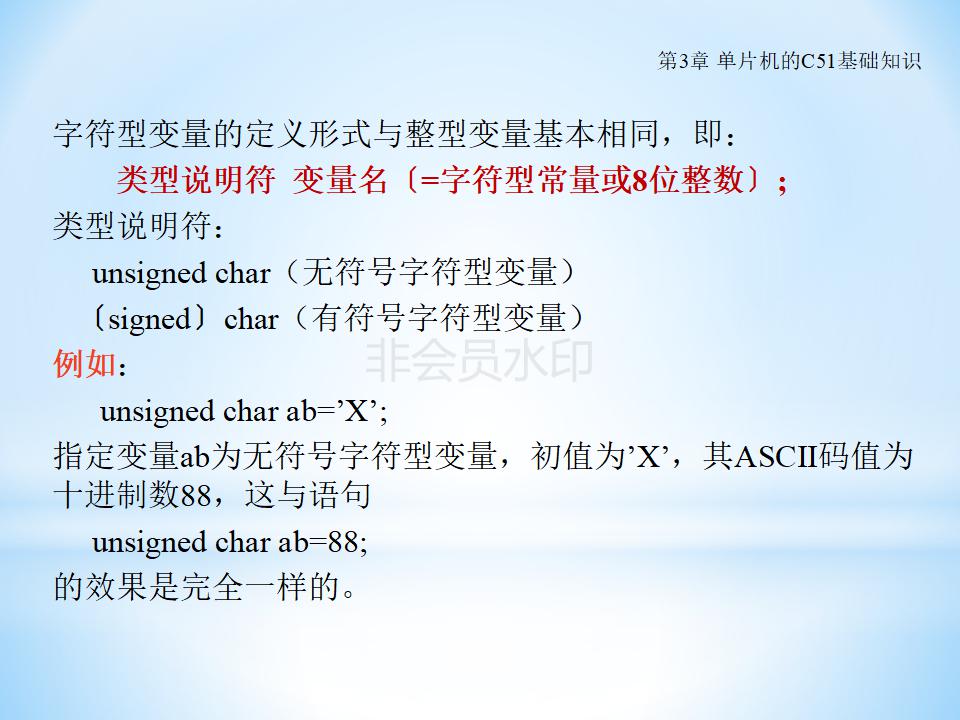 第3章 单片机的C51基础知识
字符型变量的定义形式与整型变量基本相同，即：
类型说明符 变量名〔=字符型常量或8位整数〕；
类型说明符：
unsigned char（无符号字符型变量）
〔signed〕char（有符号字符型变量）
例如：
非会员水印
unsigned char ab=’X’;
指定变量ab为无符号字符型变量，初值为’X’，其ASCII码值为
十进制数88，这与语句
unsigned char ab=88;
的效果是完全一样的。